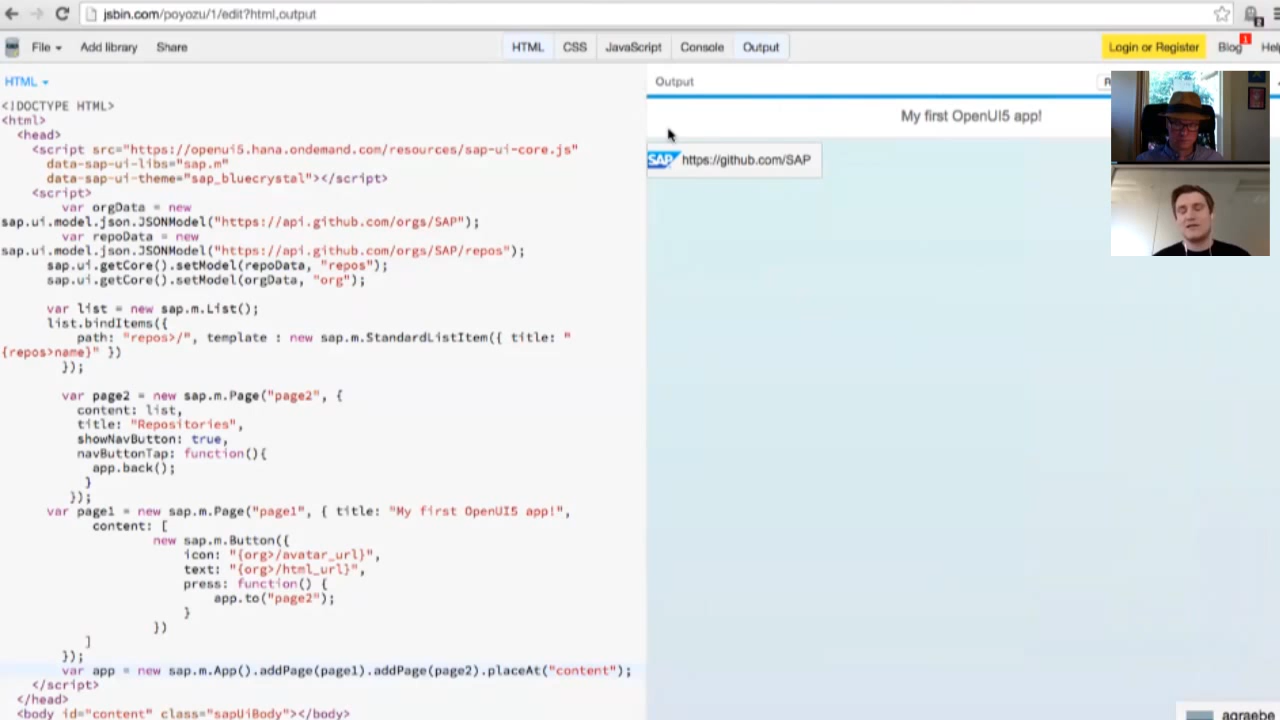 jsbin.com/poyozu/1/edit?html,output
File Add library Share HTML CSS JavaScript Console Output Login or Register Blog 1
HTML
Output
<!DOCTYPE HTML>
<html>
<head>
<script src="https://openui5.hana.ondemand.com/resources/sap-ui-core.js"
data-sap-ui-libs="sap.m"
data-sap-ui-theme="sap_bluecrystal"></script>
<script>
var orgData = new
sap.ui.model.json.JSONModel("https://api.github.com/orgs/SAP");
var repoData = new
sap.ui.model.json.JSONModel("https://api.github.com/orgs/SAP/repos");
sap.ui.getCore().setModel(repoData, "repos");
sap.ui.getCore().setModel(orgData, "org");
var list = new sap.m.List();
list.bindItems({
path: "repos>/", template : new sap.m.StandardListItem({ title: "
{repos>name}" })
});
var page2 = new sap.m.Page("page2", {
content: list,
title: "Repositories",
showNavButton: true,
navButtonTap: function(){
app.back();
}
});
var page1 = new sap.m.Page("page1", { title: "My first OpenUI5 app!",
content: [
new sap.m.Button({
icon: "{org>/avatar_url}",
text: "{org>/html_url}",
press: function() {
app.to("page2");
}
})
]
});
var app = new sap.m.App().addPage(page1).addPage(page2).placeAt("content");
</script>
</head>
<body id="content" class="sapUiBody"></body>
My first OpenUI5 app!
SAP https://github.com/SAP
agraebe